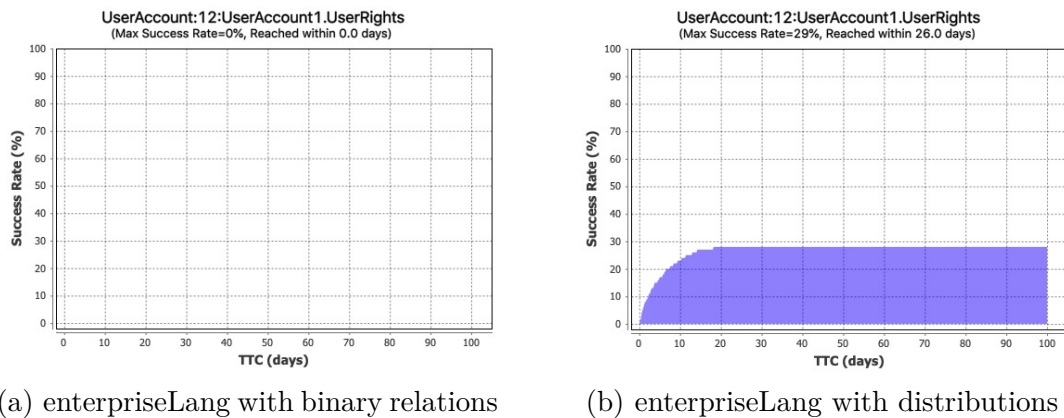 UserAccount:12:UserAccount1.UserRights
(Max Success Rate=0%, Reached within 0.0 days)
100
90
80
70
60
50
40
30
20
10
0
Success Rate (%)
0 10 20 30 40 50 60 70 80 90 100
TTC (days)
a) enterpriseLang with binary relations
UserAccount:12:UserAccount1.UserRights
(Max Success Rate=29%, Reached within 26.0 days)
100
90
80
70
60
50
40
30
20
10
0
Success Rate (%)
0 10 20 30 40 50 60 70 80 90 100
TTC (days)
(b) enterpriseLang with distributions